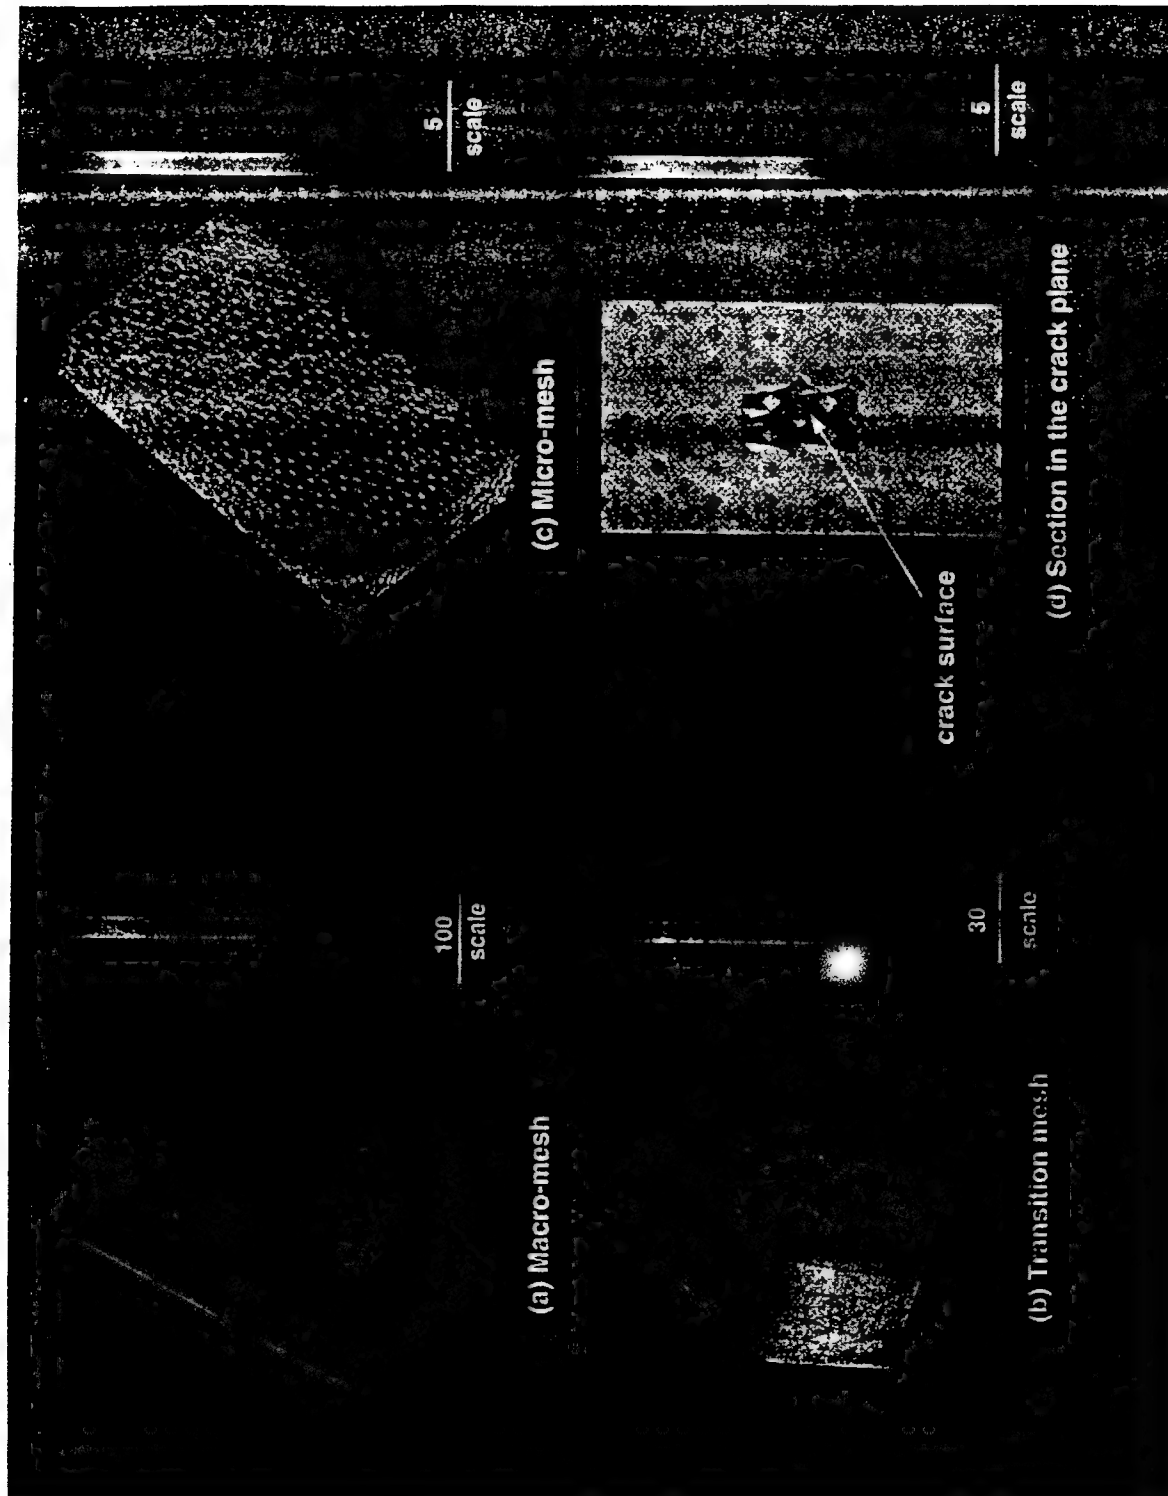 100
scale
(a) Macro-mesh
5
scale
(c) Micro-mesh
30
scale
(b) Transition mesh
5
scale
crack surface
(d) Section in the crack plane